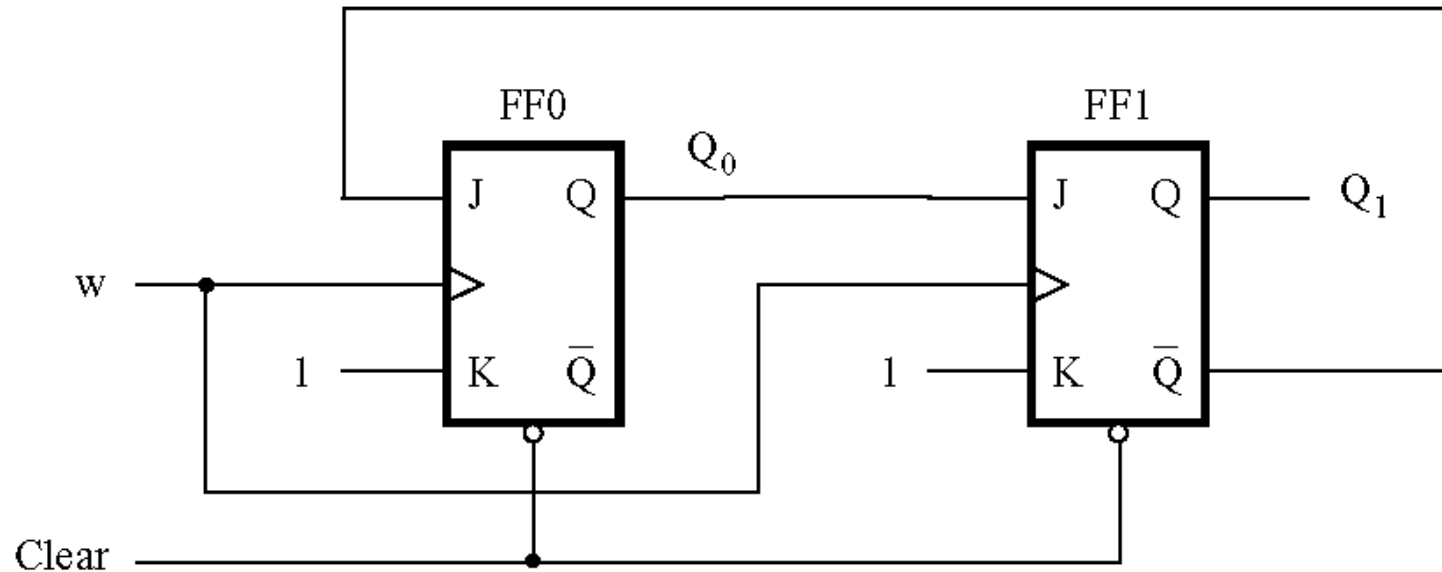 FF0 FF1
Q₀
J Q J Q Q₁
w
1 K Q̅ 1 K Q̅
Clear